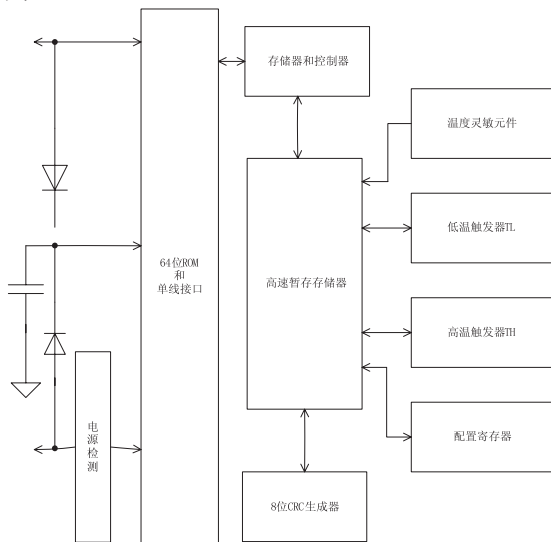 存储器和控制器
温度灵敏元件
低温触发器TL
64位ROM
和
单线接口
高速暂存存储器
高温触发器TH
电
源
检
测
配置寄存器
8位CRC生成器